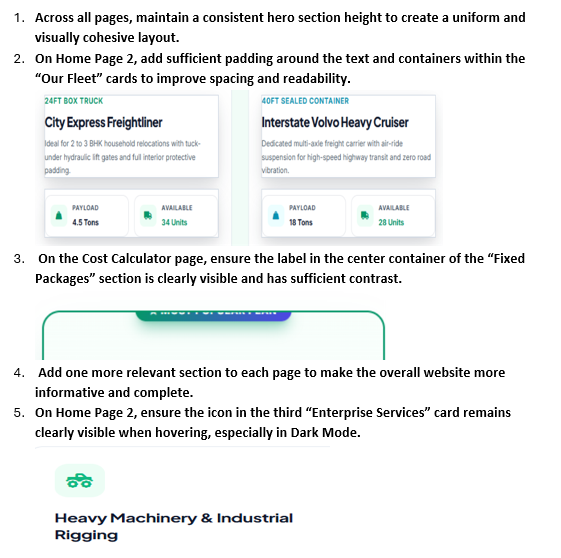 1. Across all pages, maintain a consistent hero section height to create a uniform and
visually cohesive layout.
2. On Home Page 2, add sufficient padding around the text and containers within the
“Our Fleet” cards to improve spacing and readability.
24FT BOX TRUCK
City Express Freightliner
Ideal for 2 to 3 BHK household relocations with tuck-
under hydraulic lift gates and full interior protective
padding.
PAYLOAD
4.5 Tons
AVAILABLE
34 Units
40FT SEALED CONTAINER
Interstate Volvo Heavy Cruiser
Dedicated multi-axle freight carrier with air-ride
suspension for high-speed highway transit and zero road
vibration.
PAYLOAD
18 Tons
AVAILABLE
28 Units
3. On the Cost Calculator page, ensure the label in the center container of the “Fixed
Packages” section is clearly visible and has sufficient contrast.
4. Add one more relevant section to each page to make the overall website more
informative and complete.
5. On Home Page 2, ensure the icon in the third “Enterprise Services” card remains
clearly visible when hovering, especially in Dark Mode.
Heavy Machinery & Industrial
Rigging